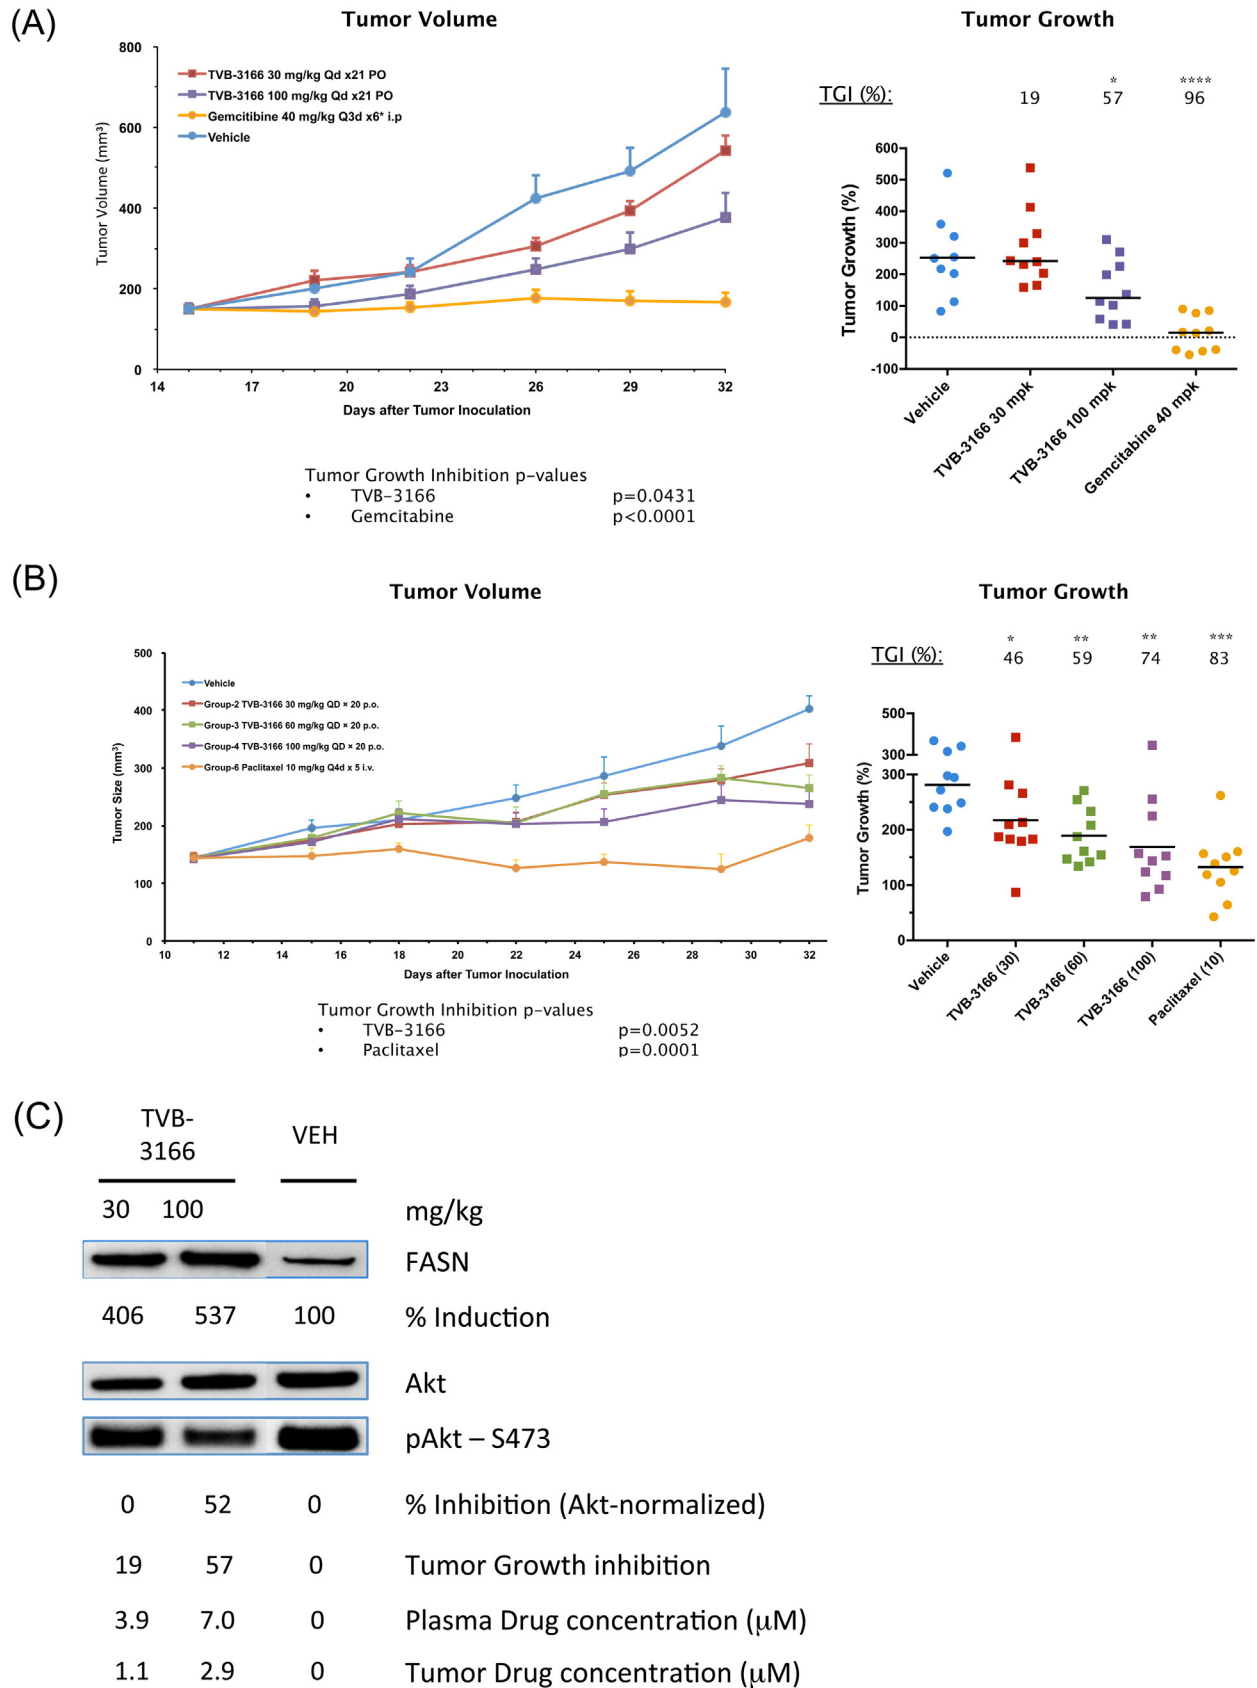 (A)
Tumor Volume
Tumor Volume (mm³)
800
600
400
200
0
TVB-3166 30 mg/kg Qd x21 PO
TVB-3166 100 mg/kg Qd x21 PO
Gemcitibine 40 mg/kg Q3d x6* i.p
Vehicle
14 17 20 23 26 29 32
Days after Tumor Inoculation
Tumor Growth Inhibition p-values
• TVB-3166 p=0.0431
• Gemcitabine p<0.0001
Tumor Growth
* ****
TGI (%): 19 57 96
Tumor Growth (%)
600
500
400
300
200
100
0
-100
Vehicle
TVB-3166 30 mpk
TVB-3166 100 mpk
Gemcitabine 40 mpk
(B)
Tumor Volume
Tumor Size (mm³)
500
400
300
200
100
0
Vehicle
Group-2 TVB-3166 30 mg/kg QD × 20 p.o.
Group-3 TVB-3166 60 mg/kg QD × 20 p.o.
Group-4 TVB-3166 100 mg/kg QD × 20 p.o.
Group-6 Paclitaxel 10 mg/kg Q4d x 5 i.v.
10 12 14 16 18 20 22 24 26 28 30 32
Days after Tumor Inoculation
Tumor Growth Inhibition p-values
• TVB-3166 p=0.0052
• Paclitaxel p=0.0001
Tumor Growth
* ** ** ***
TGI (%): 46 59 74 83
Tumor Growth (%)
500
300
300
200
100
0
Vehicle
TVB-3166 (30)
TVB-3166 (60)
TVB-3166 (100)
Paclitaxel (10)
(C)
TVB-
3166
VEH
30 100 mg/kg
FASN
406 537 100 % Induction
Akt
pAkt – S473
0 52 0 % Inhibition (Akt-normalized)
19 57 0 Tumor Growth inhibition
3.9 7.0 0 Plasma Drug concentration (μM)
1.1 2.9 0 Tumor Drug concentration (μM)